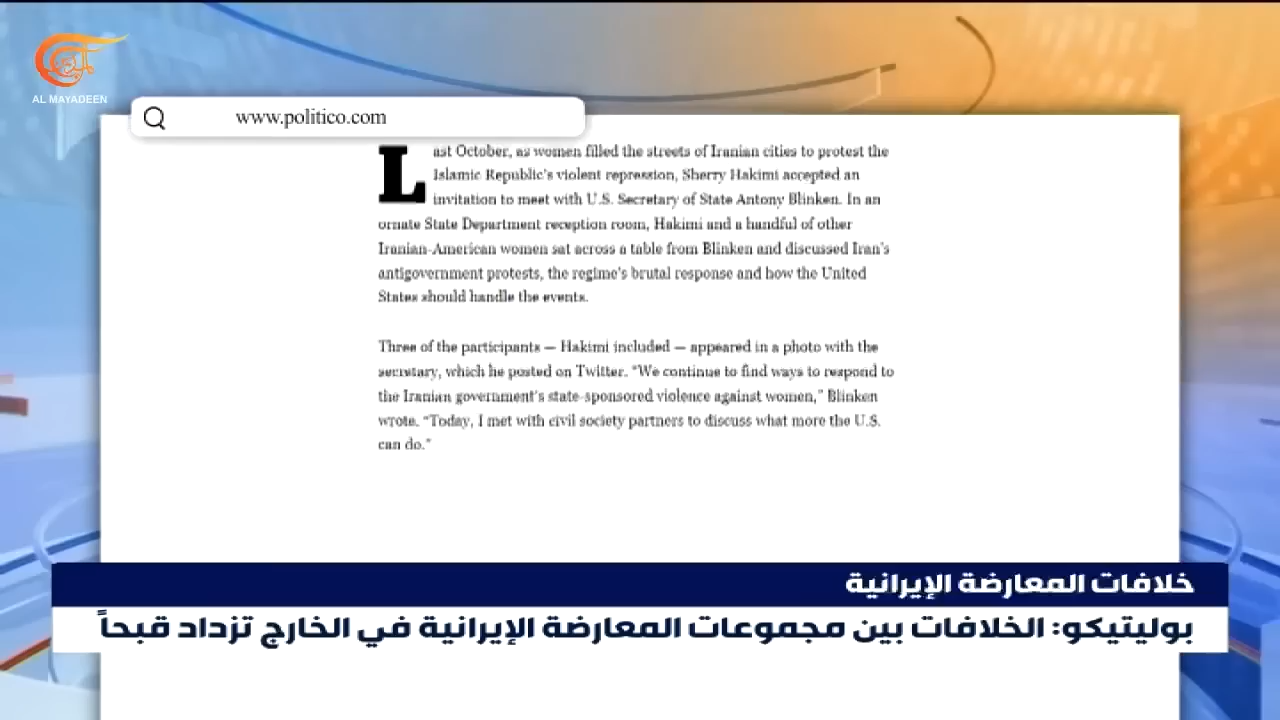 AL MAYADEEN
www.politico.com
Last October, as women filled the streets of Iranian cities to protest the
Islamic Republic's violent repression, Sherry Hakimi accepted an
invitation to meet with U.S. Secretary of State Antony Blinken. In an
ornate State Department reception room, Hakimi and a handful of other
Iranian-American women sat across a table from Blinken and discussed Iran's
antigovernment protests, the regime's brutal response and how the United
States should handle the events.
Three of the participants — Hakimi included — appeared in a photo with the
secretary, which he posted on Twitter. "We continue to find ways to respond to
the Iranian government's state-sponsored violence against women," Blinken
wrote. "Today, I met with civil society partners to discuss what more the U.S.
can do."
خلافات المعارضة الإيرانية
بوليتيكو: الخلافات بين مجموعات المعارضة الإيرانية في الخارج تزداد قبحاً